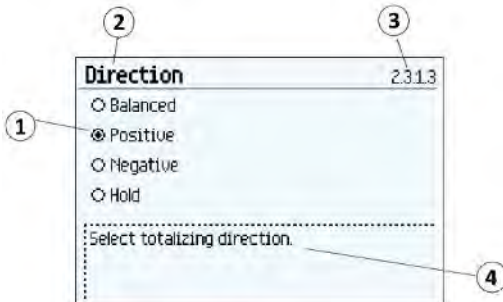 2
3
Direction 2.3.1.3
Balanced
1
Positive
Negative
Hold
Select totalizing direction.
4